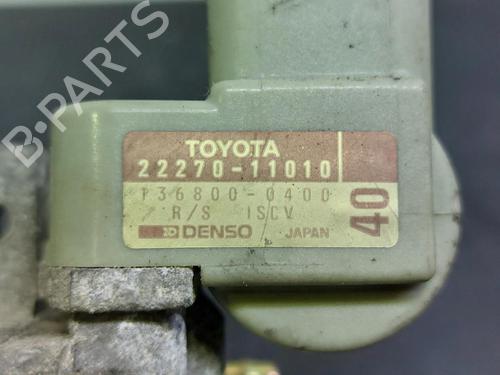 B-PARTS
TOYOTA
22270-11010
136800-0400
R/S ISCV
40
DENSO JAPAN